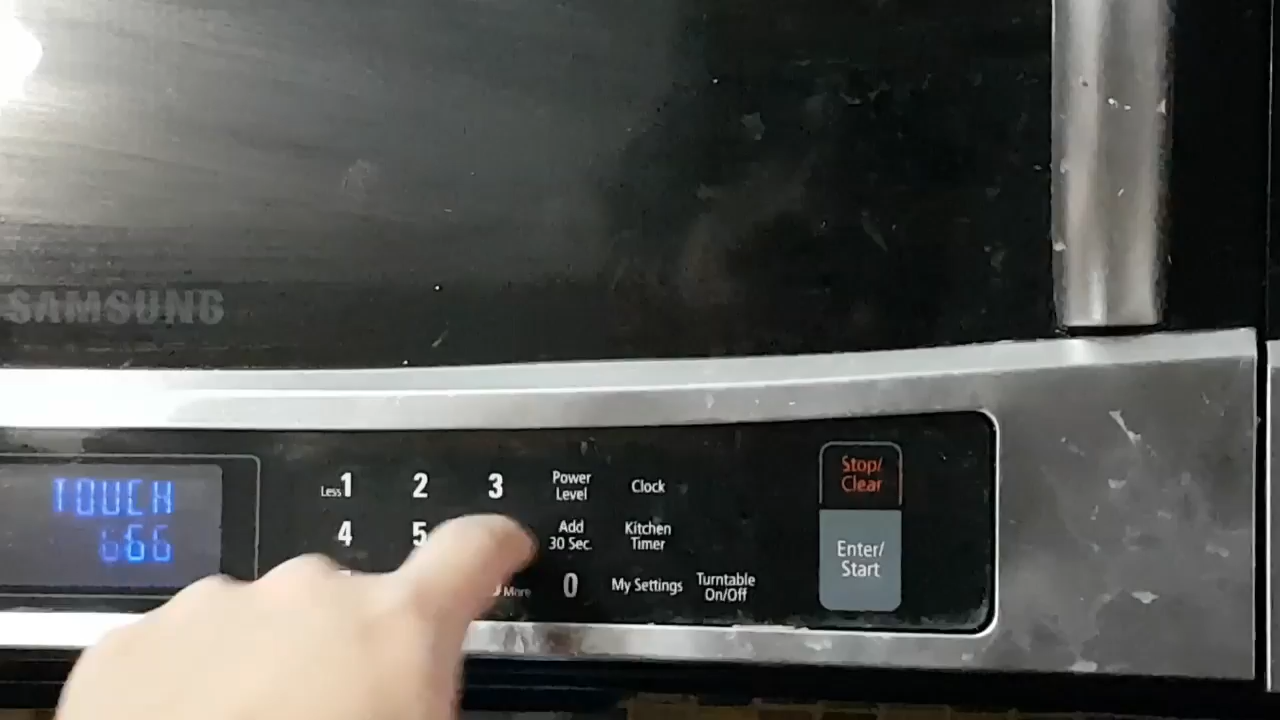 SAMSUNG
TOUCH
666
Less 1 2 3
Power Level
Clock
Stop/
Clear
4 5
Add
30 Sec.
Kitchen
Timer
Enter/
Start
More
0
My Settings
Turntable
On/Off